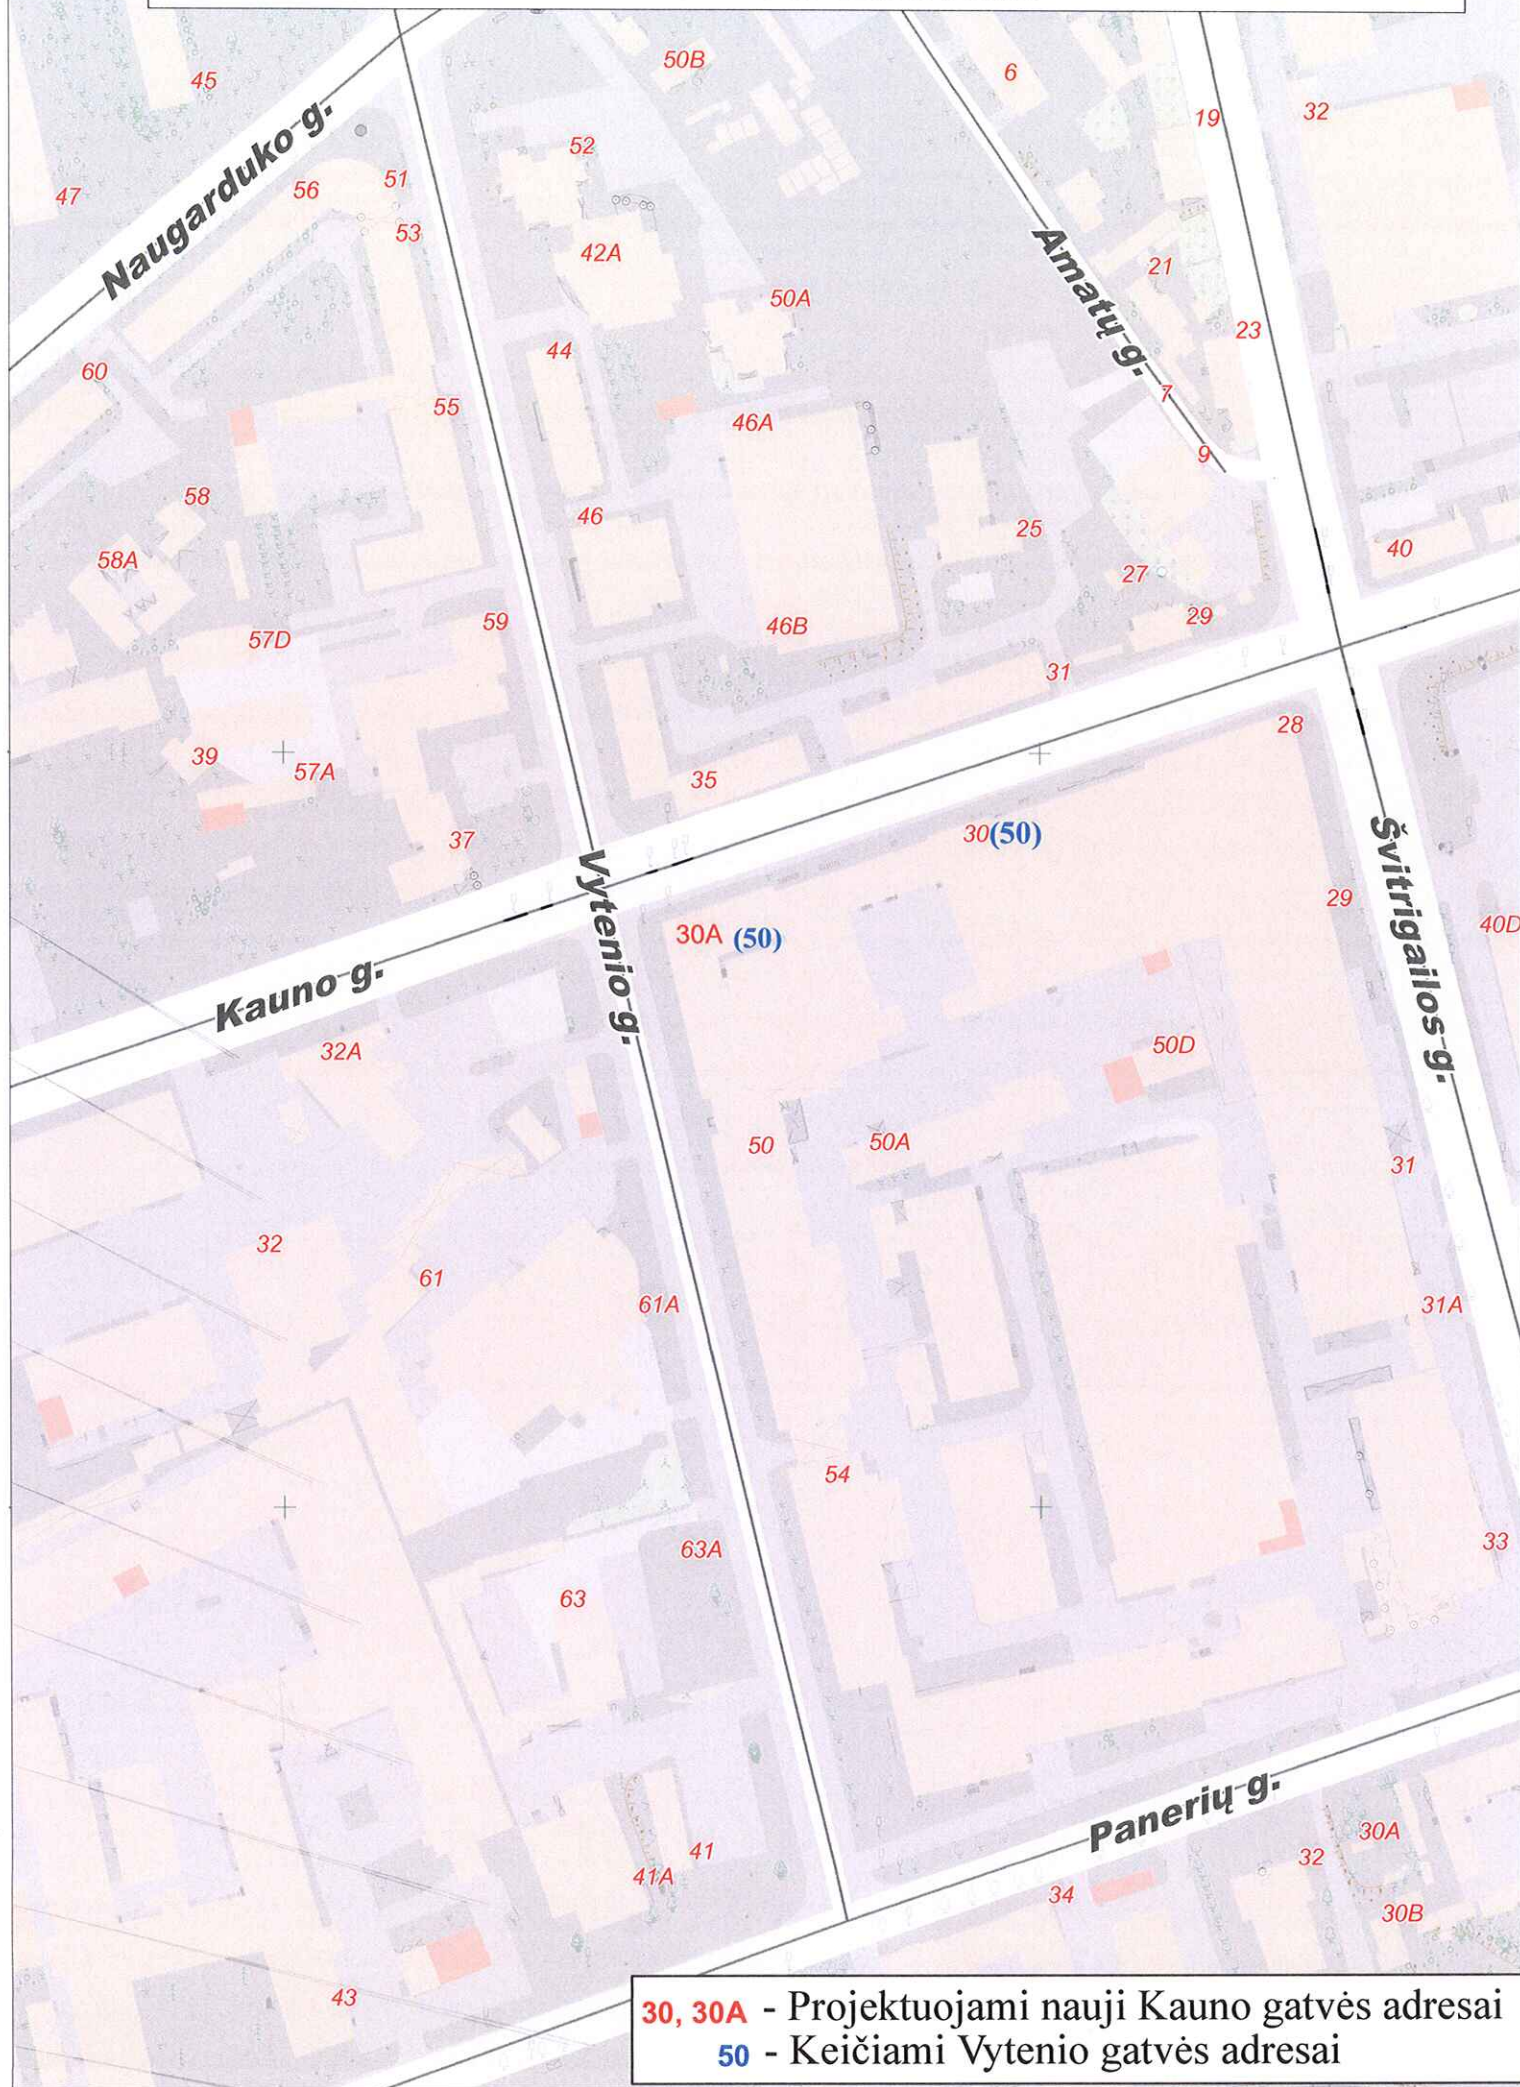 45
50B
6
19
32
47
Naugarduko g.
56
51
53
52
42A
50A
Amatų g.
21
23
60
44
55
46A
7
9
58
46
25
40
58A
27
57D
59
46B
29
31
28
39
57A
35
37
30(50)
Švitrigailos g.
29
40D
30A (50)
Vytenio g.
Kauno g.
32A
50D
50
50A
31
32
61
61A
31A
54
63A
33
63
Panerių g.
41
41A
34
32
30A
30B
43
30, 30A - Projektuojami nauji Kauno gatvės adresai
50 - Keičiami Vytenio gatvės adresai